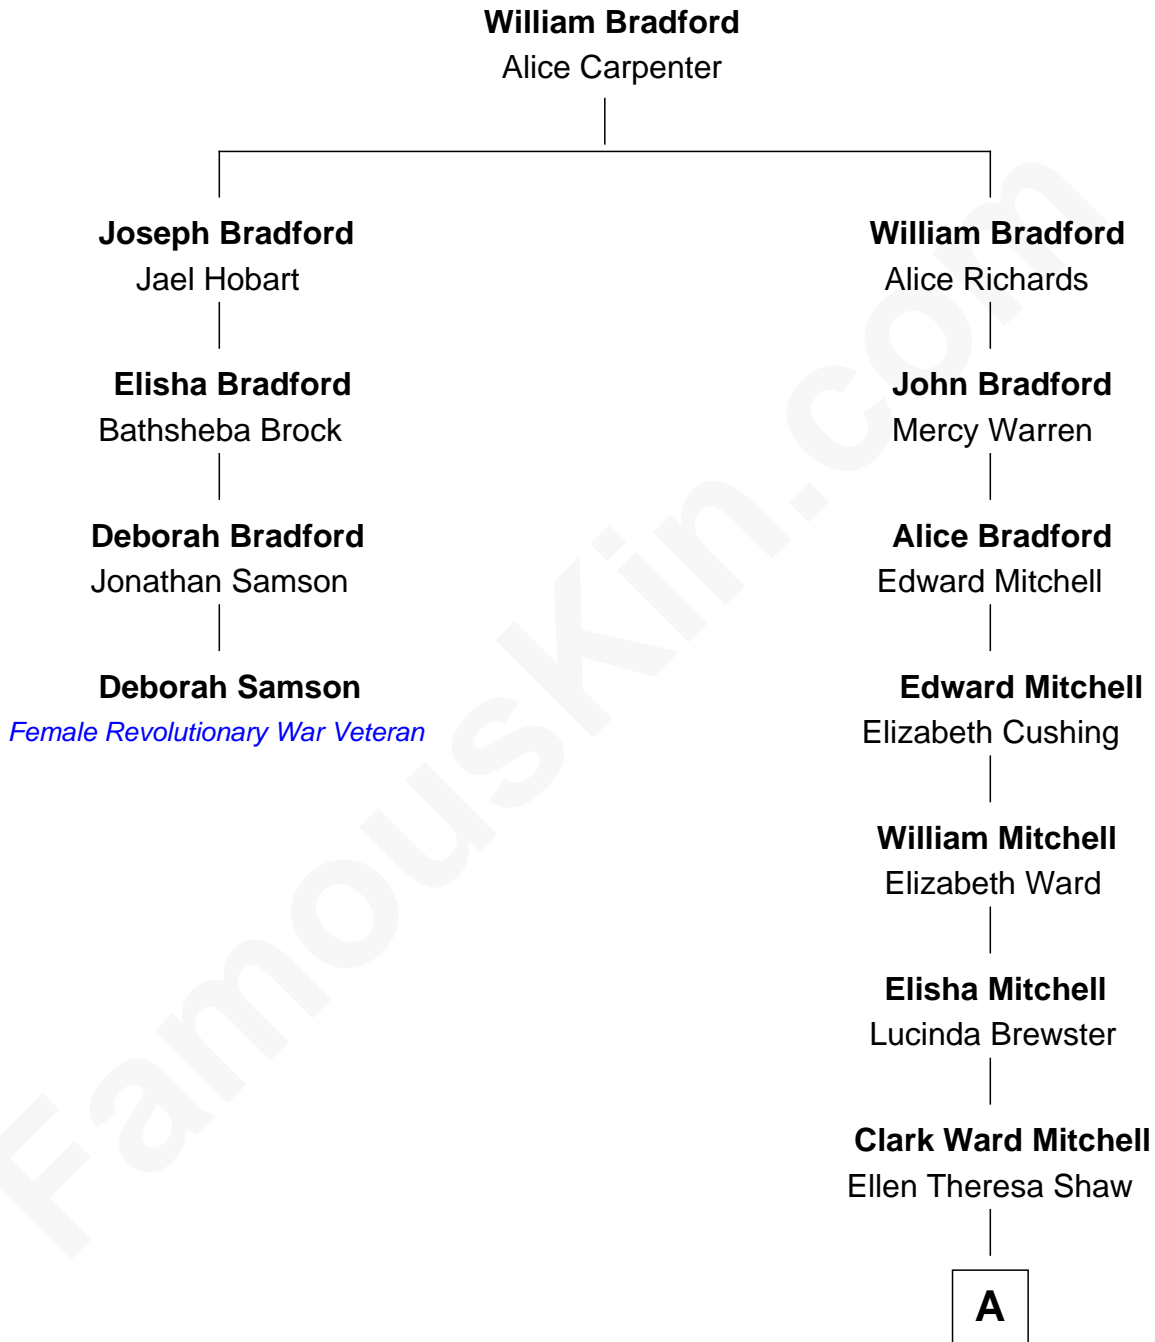 William Bradford
Alice Carpenter
Joseph Bradford
Jael Hobart
Elisha Bradford
Bathsheba Brock
Deborah Bradford
Jonathan Samson
Deborah Samson
Female Revolutionary War Veteran
William Bradford
Alice Richards
John Bradford
Mercy Warren
Alice Bradford
Edward Mitchell
Edward Mitchell
Elizabeth Cushing
William Mitchell
Elizabeth Ward
Elisha Mitchell
Lucinda Brewster
Clark Ward Mitchell
Ellen Theresa Shaw
A
FamousKin.com